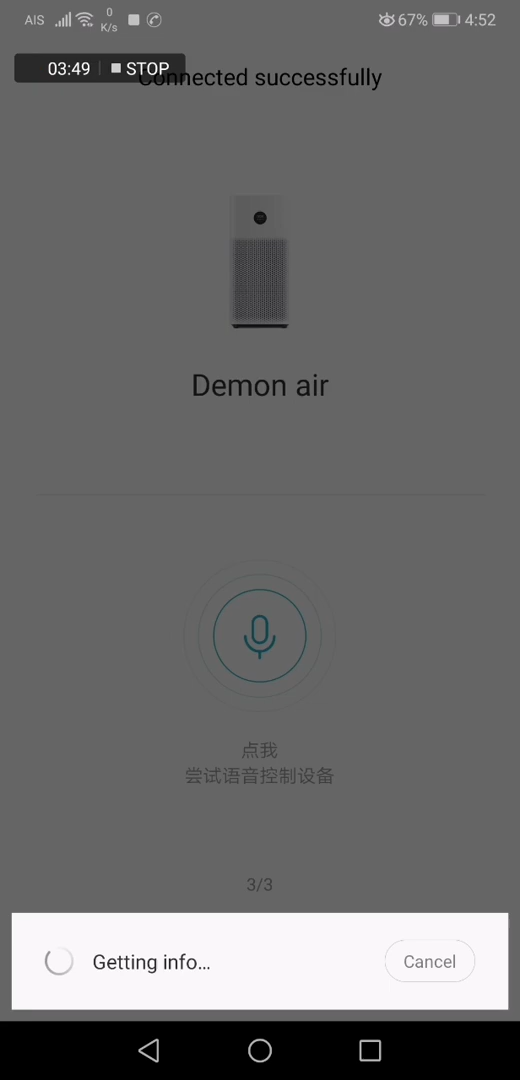 AIS 0 K/s 67% 4:52
03:49 STOP
Connected successfully
Demon air
点我
尝试语音控制设备
3/3
Getting info...
Cancel